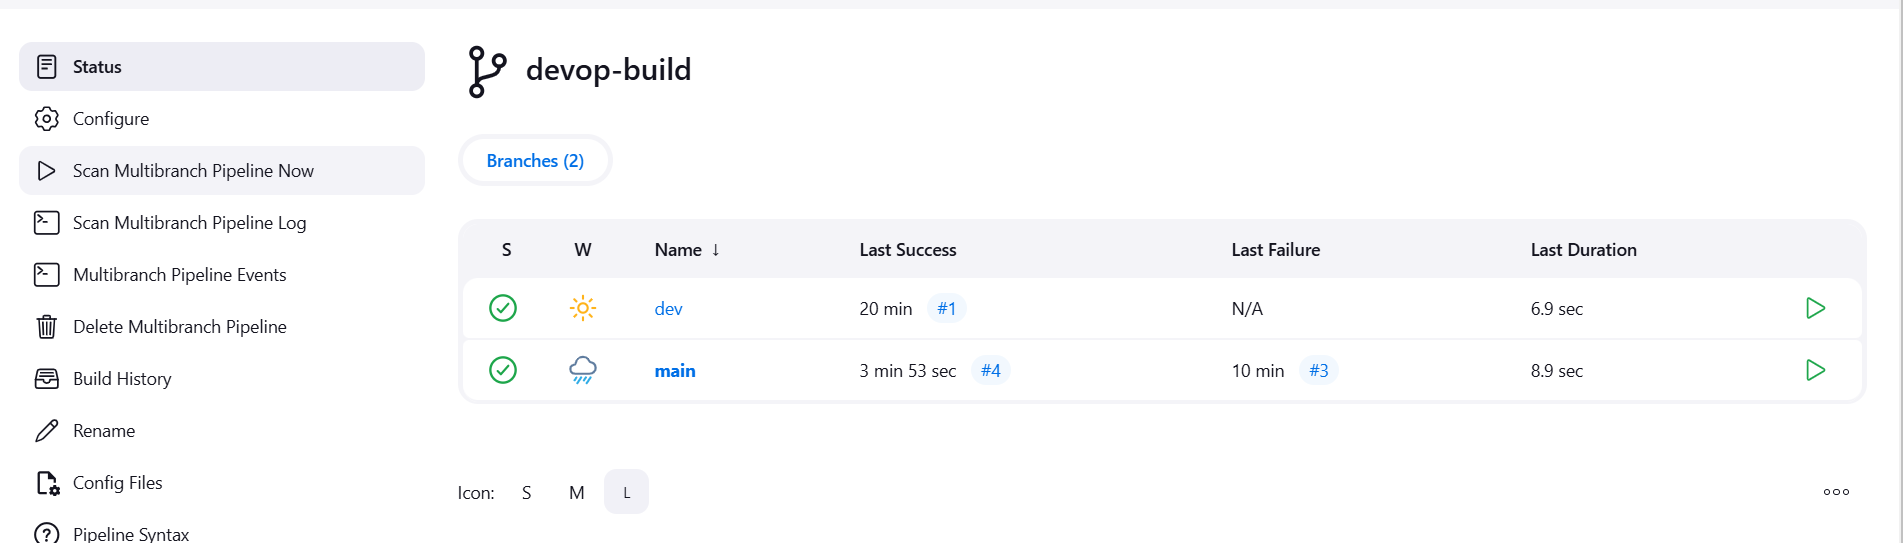 Status
Configure
Scan Multibranch Pipeline Now
Scan Multibranch Pipeline Log
Multibranch Pipeline Events
Delete Multibranch Pipeline
Build History
Rename
Config Files
Pipeline Syntax
devop-build
Branches (2)
S W Name ↓ Last Success Last Failure Last Duration
dev 20 min #1 N/A 6.9 sec
main 3 min 53 sec #4 10 min #3 8.9 sec
Icon: S M L